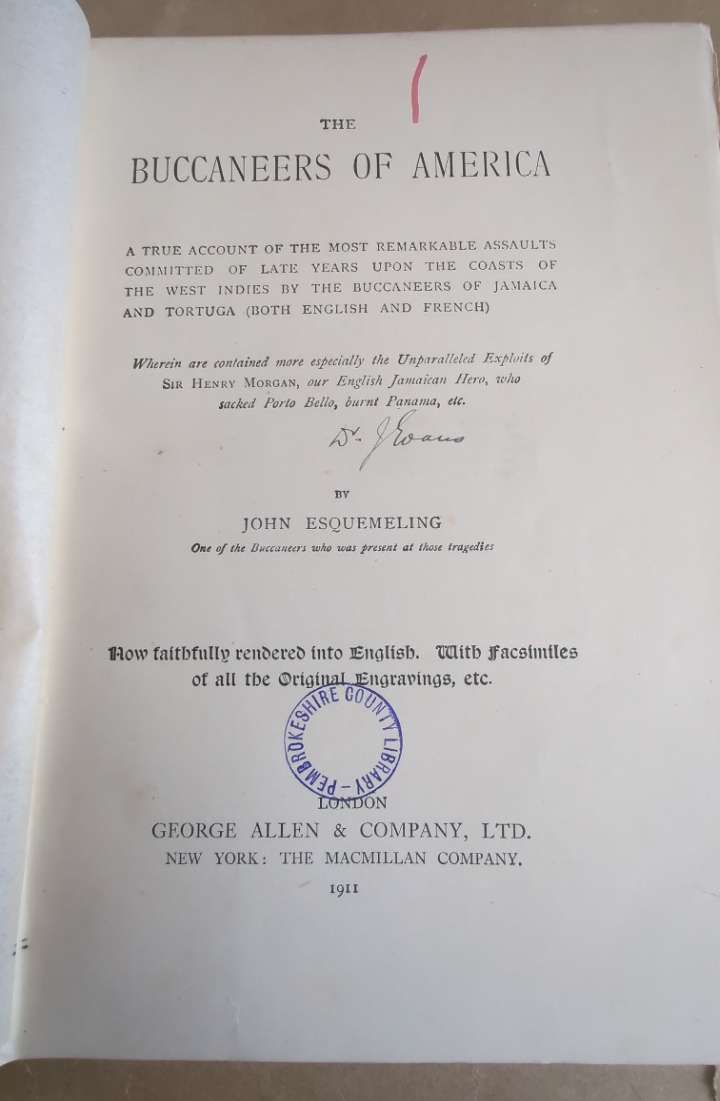 THE
BUCCANEERS OF AMERICA
A TRUE ACCOUNT OF THE MOST REMARKABLE ASSAULTS
COMMITTED OF LATE YEARS UPON THE COASTS OF
THE WEST INDIES BY THE BUCCANEERS OF JAMAICA
AND TORTUGA (BOTH ENGLISH AND FRENCH)
Wherein are contained more especially the Unparalleled Exploits of
SIR HENRY MORGAN, our English Jamaican Hero, who
sacked Porto Bello, burnt Panama, etc.
Dr. J Evans
BY
JOHN ESQUEMELING
One of the Buccaneers who was present at those tragedies
Now faithfully rendered into English. With Facsimiles
of all the Original Engravings, etc.
PEMBROKESHIRE COUNTY LIBRARY –
LONDON
GEORGE ALLEN & COMPANY, LTD.
NEW YORK: THE MACMILLAN COMPANY.
1911